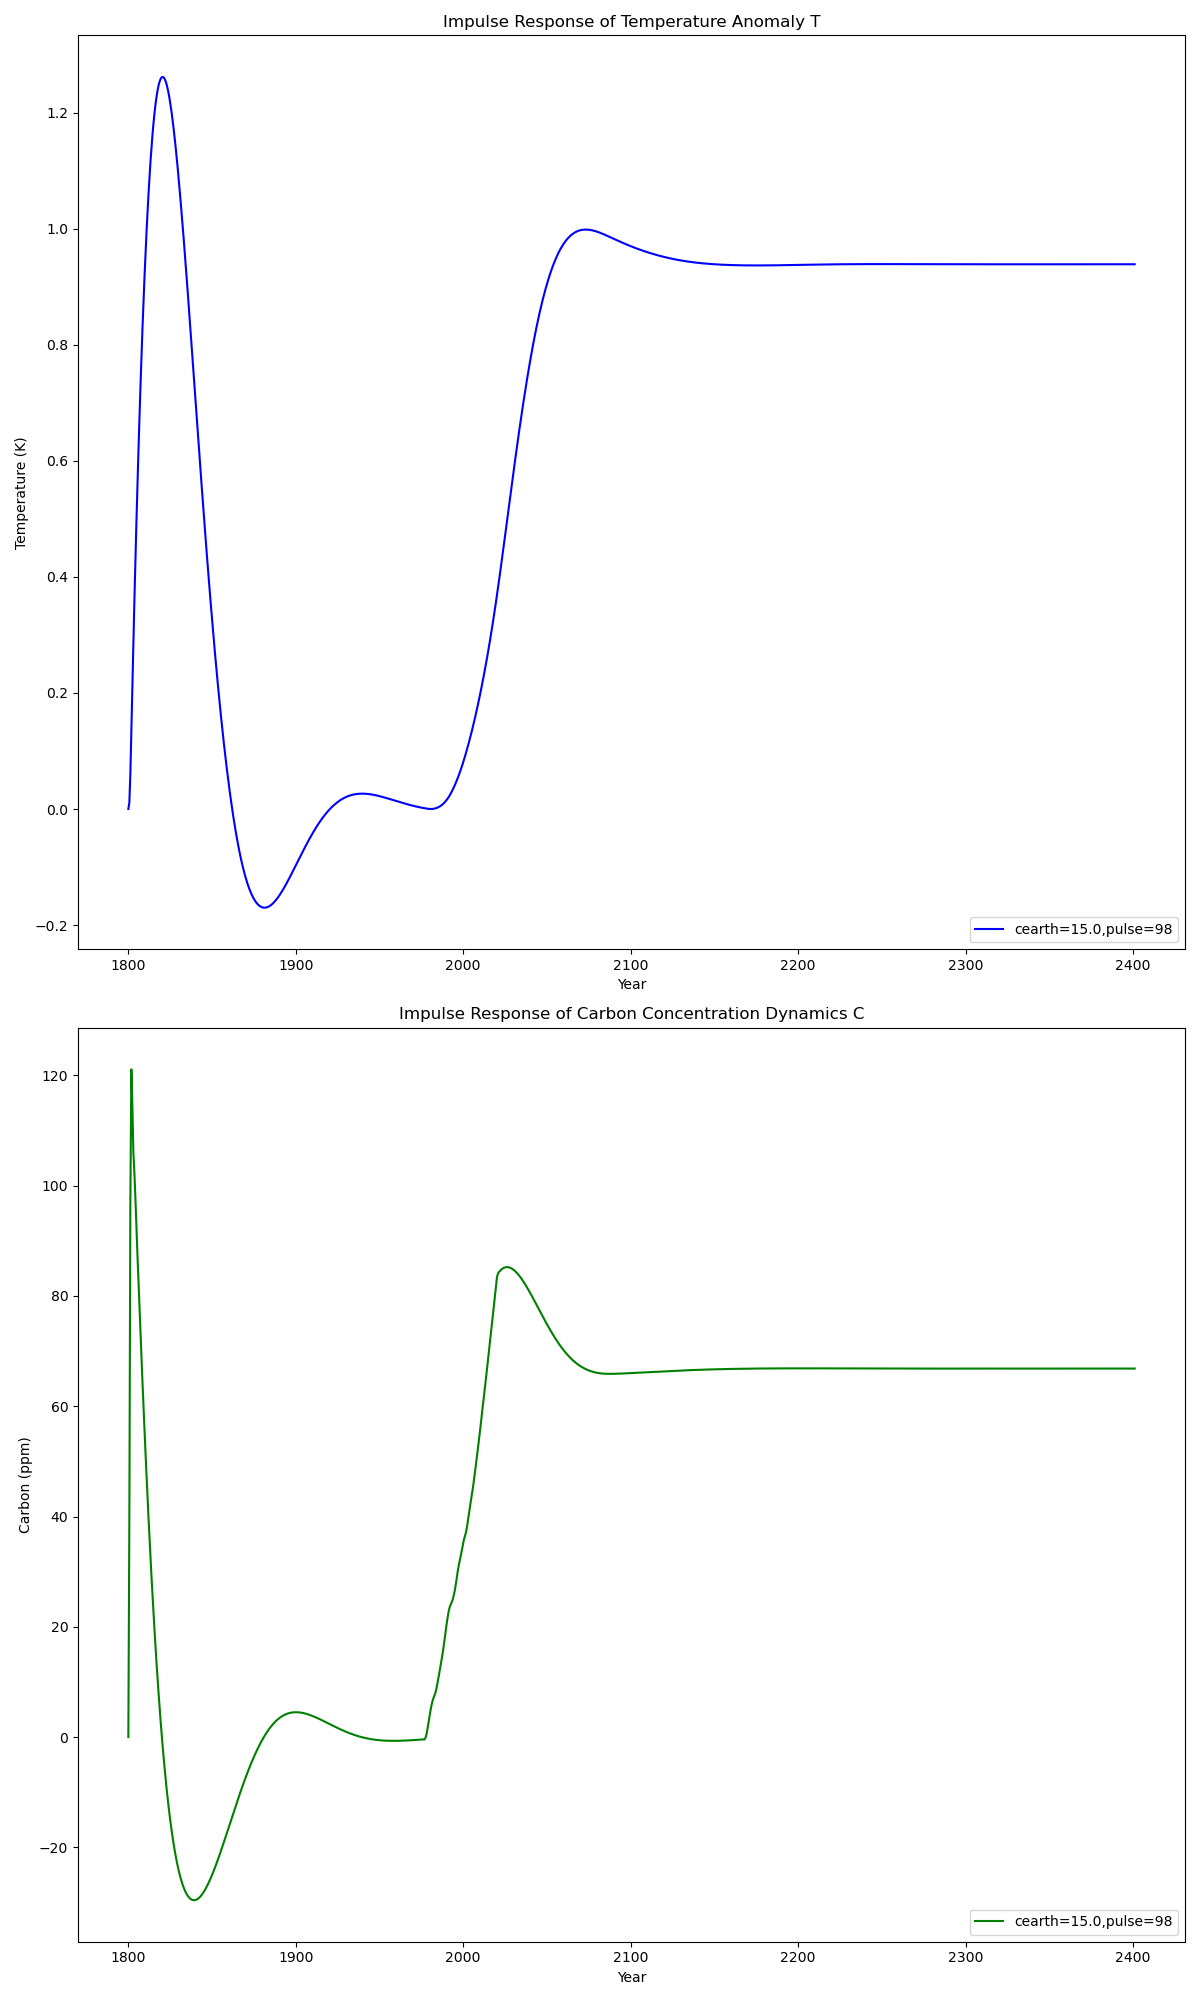 Impulse Response of Temperature Anomaly T
1.2
1.0
0.8
0.6
0.4
0.2
0.0
−0.2
Temperature (K)
cearth=15.0,pulse=98
1800 1900 2000 2100 2200 2300 2400
Year
Impulse Response of Carbon Concentration Dynamics C
120
100
80
60
40
20
0
−20
Carbon (ppm)
cearth=15.0,pulse=98
1800 1900 2000 2100 2200 2300 2400
Year